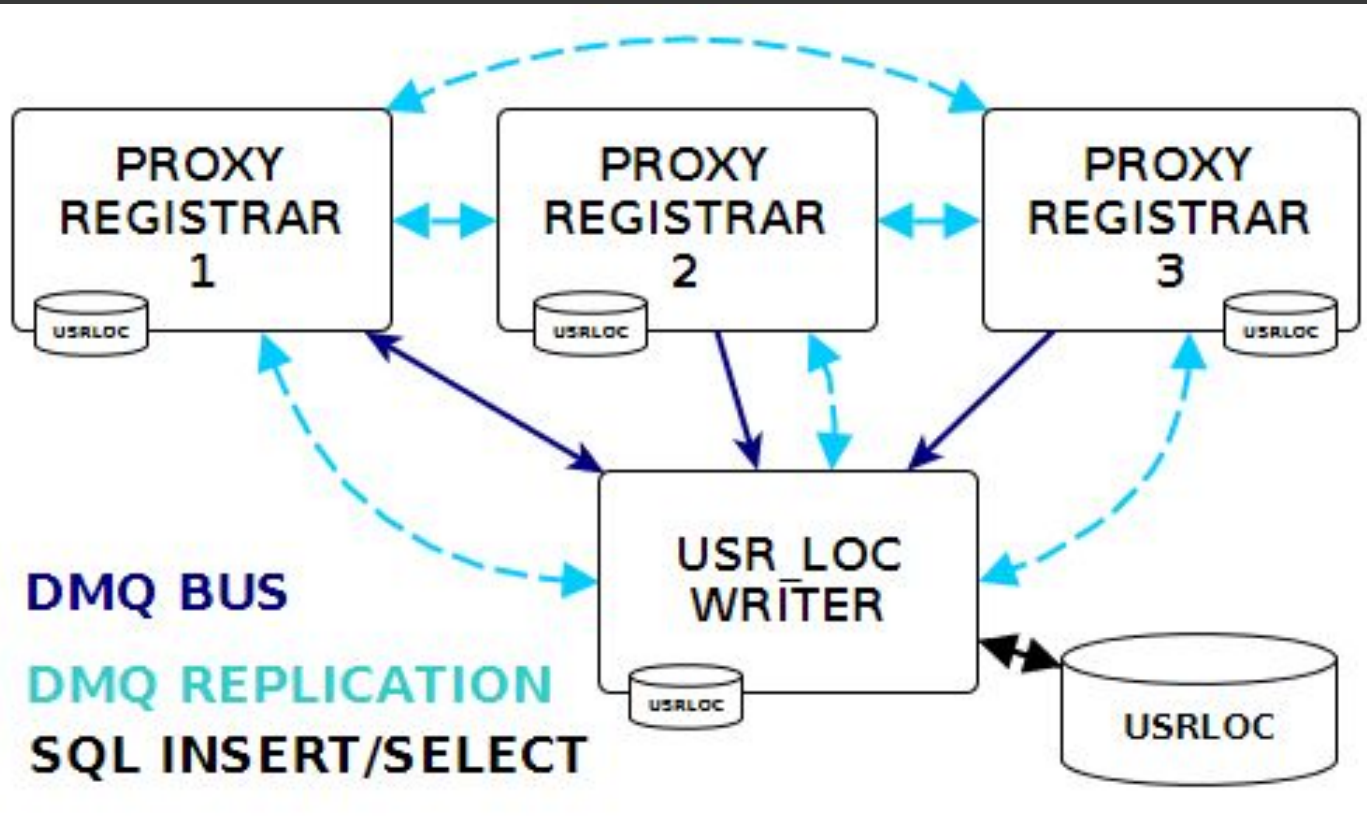 PROXY
REGISTRAR
1
USRLOC
PROXY
REGISTRAR
2
USRLOC
PROXY
REGISTRAR
3
USRLOC
USR_LOC
WRITER
USRLOC
USRLOC
DMQ BUS
DMQ REPLICATION
SQL INSERT/SELECT